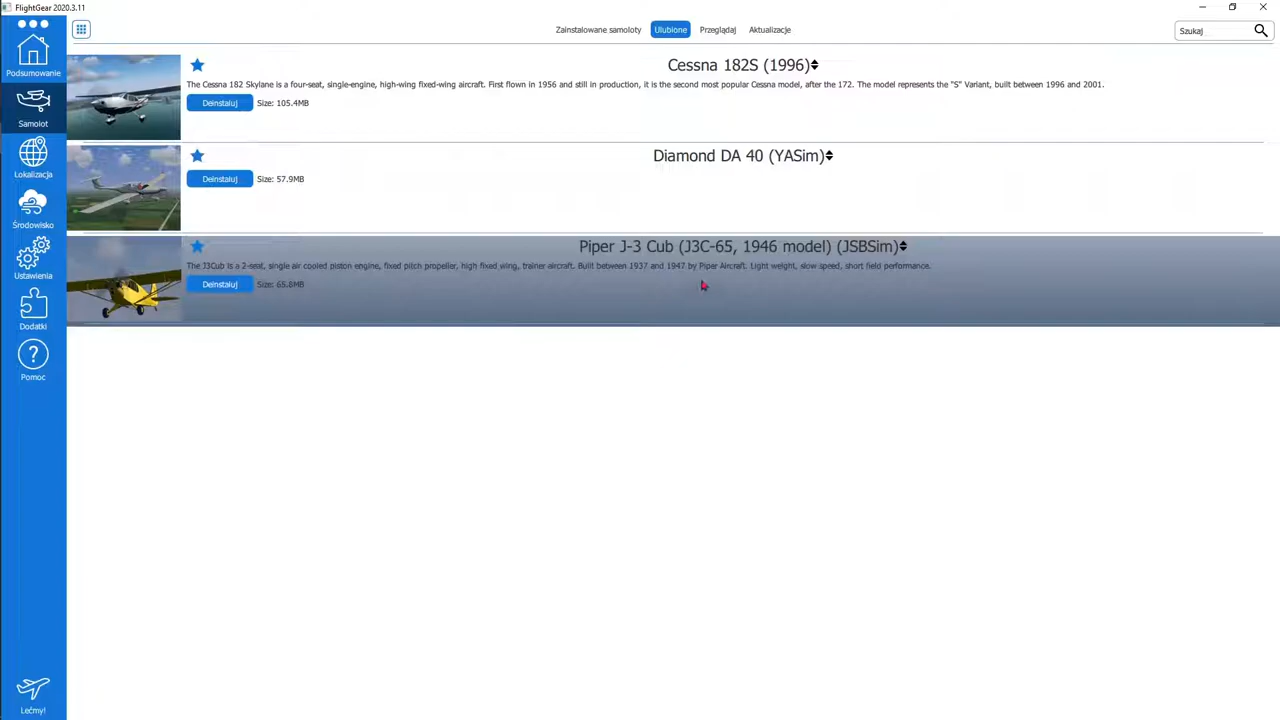 FlightGear 2020.3.11
Podsumowanie
Samolot
Lokalizacja
Środowisko
Ustawienia
Dodatki
Pomoc
Lećmy!
Zainstalowane samoloty Ulubione Przeglądaj Aktualizacje
Szukaj
Cessna 182S (1996)
The Cessna 182 Skylane is a four-seat, single-engine, high-wing fixed-wing aircraft. First flown in 1956 and still in production, it is the second most popular Cessna model, after the 172. The model represents the "S" Variant, built between 1996 and 2001.
Deinstaluj Size: 105.4MB
Diamond DA 40 (YASim)
Deinstaluj Size: 57.9MB
Piper J-3 Cub (J3C-65, 1946 model) (JSBSim)
The J3Cub is a 2-seat, single air cooled piston engine, fixed pitch propeller, high fixed wing, trainer aircraft. Built between 1937 and 1947 by Piper Aircraft. Light weight, slow speed, short field performance.
Deinstaluj Size: 65.8MB